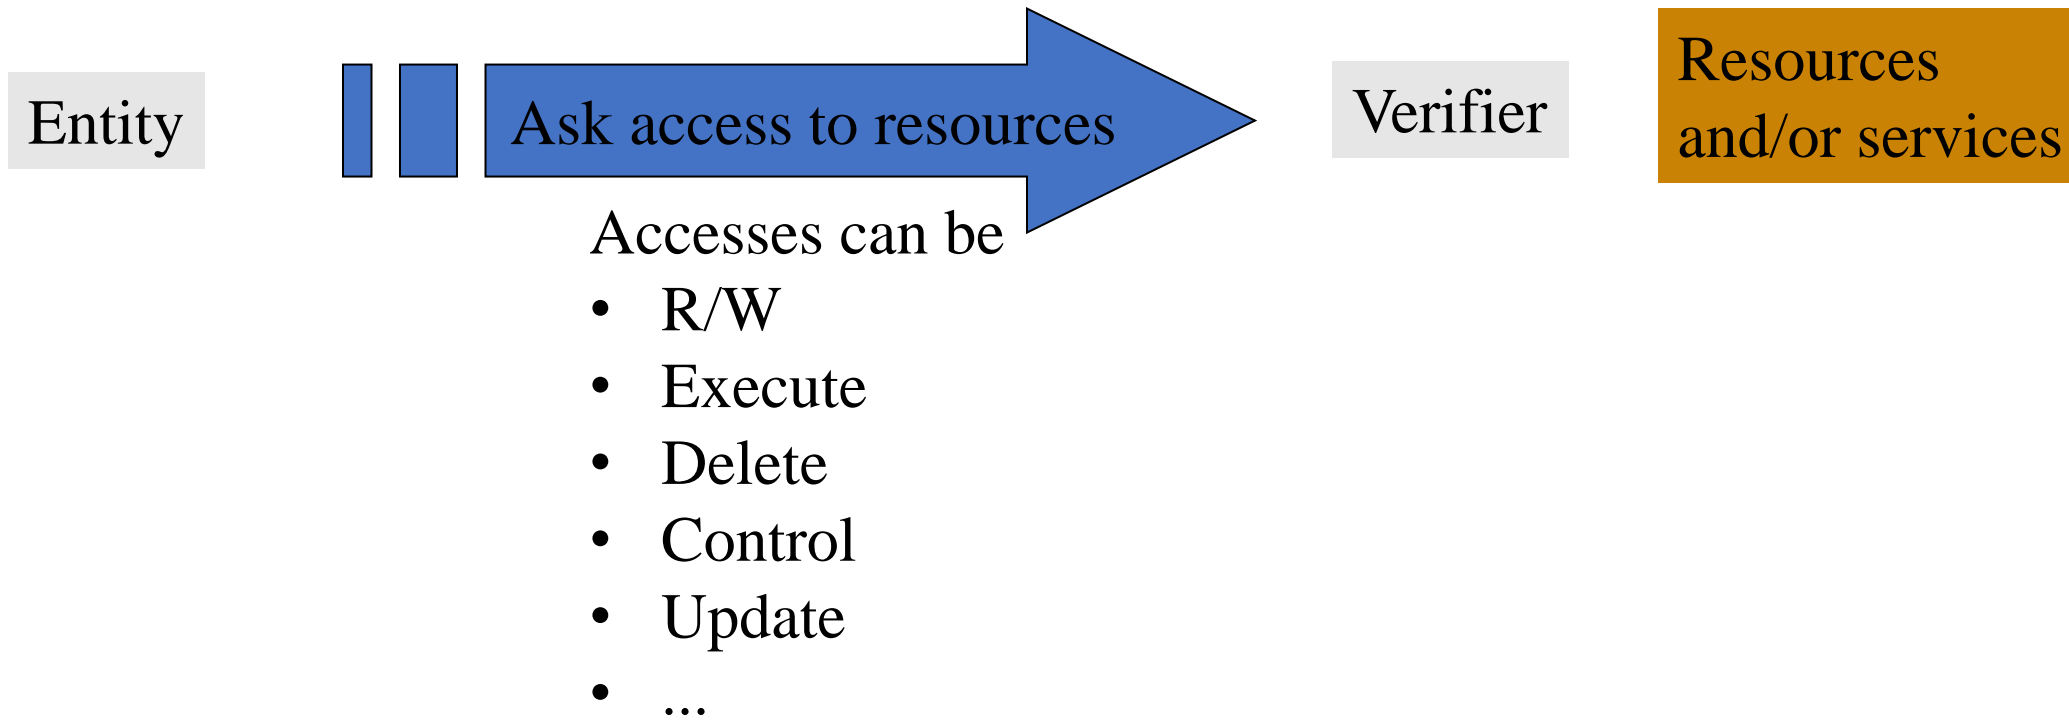 Entity
Ask access to resources
Verifier
Resources
and/or services
Accesses can be
• R/W
• Execute
• Delete
• Control
• Update
• ...